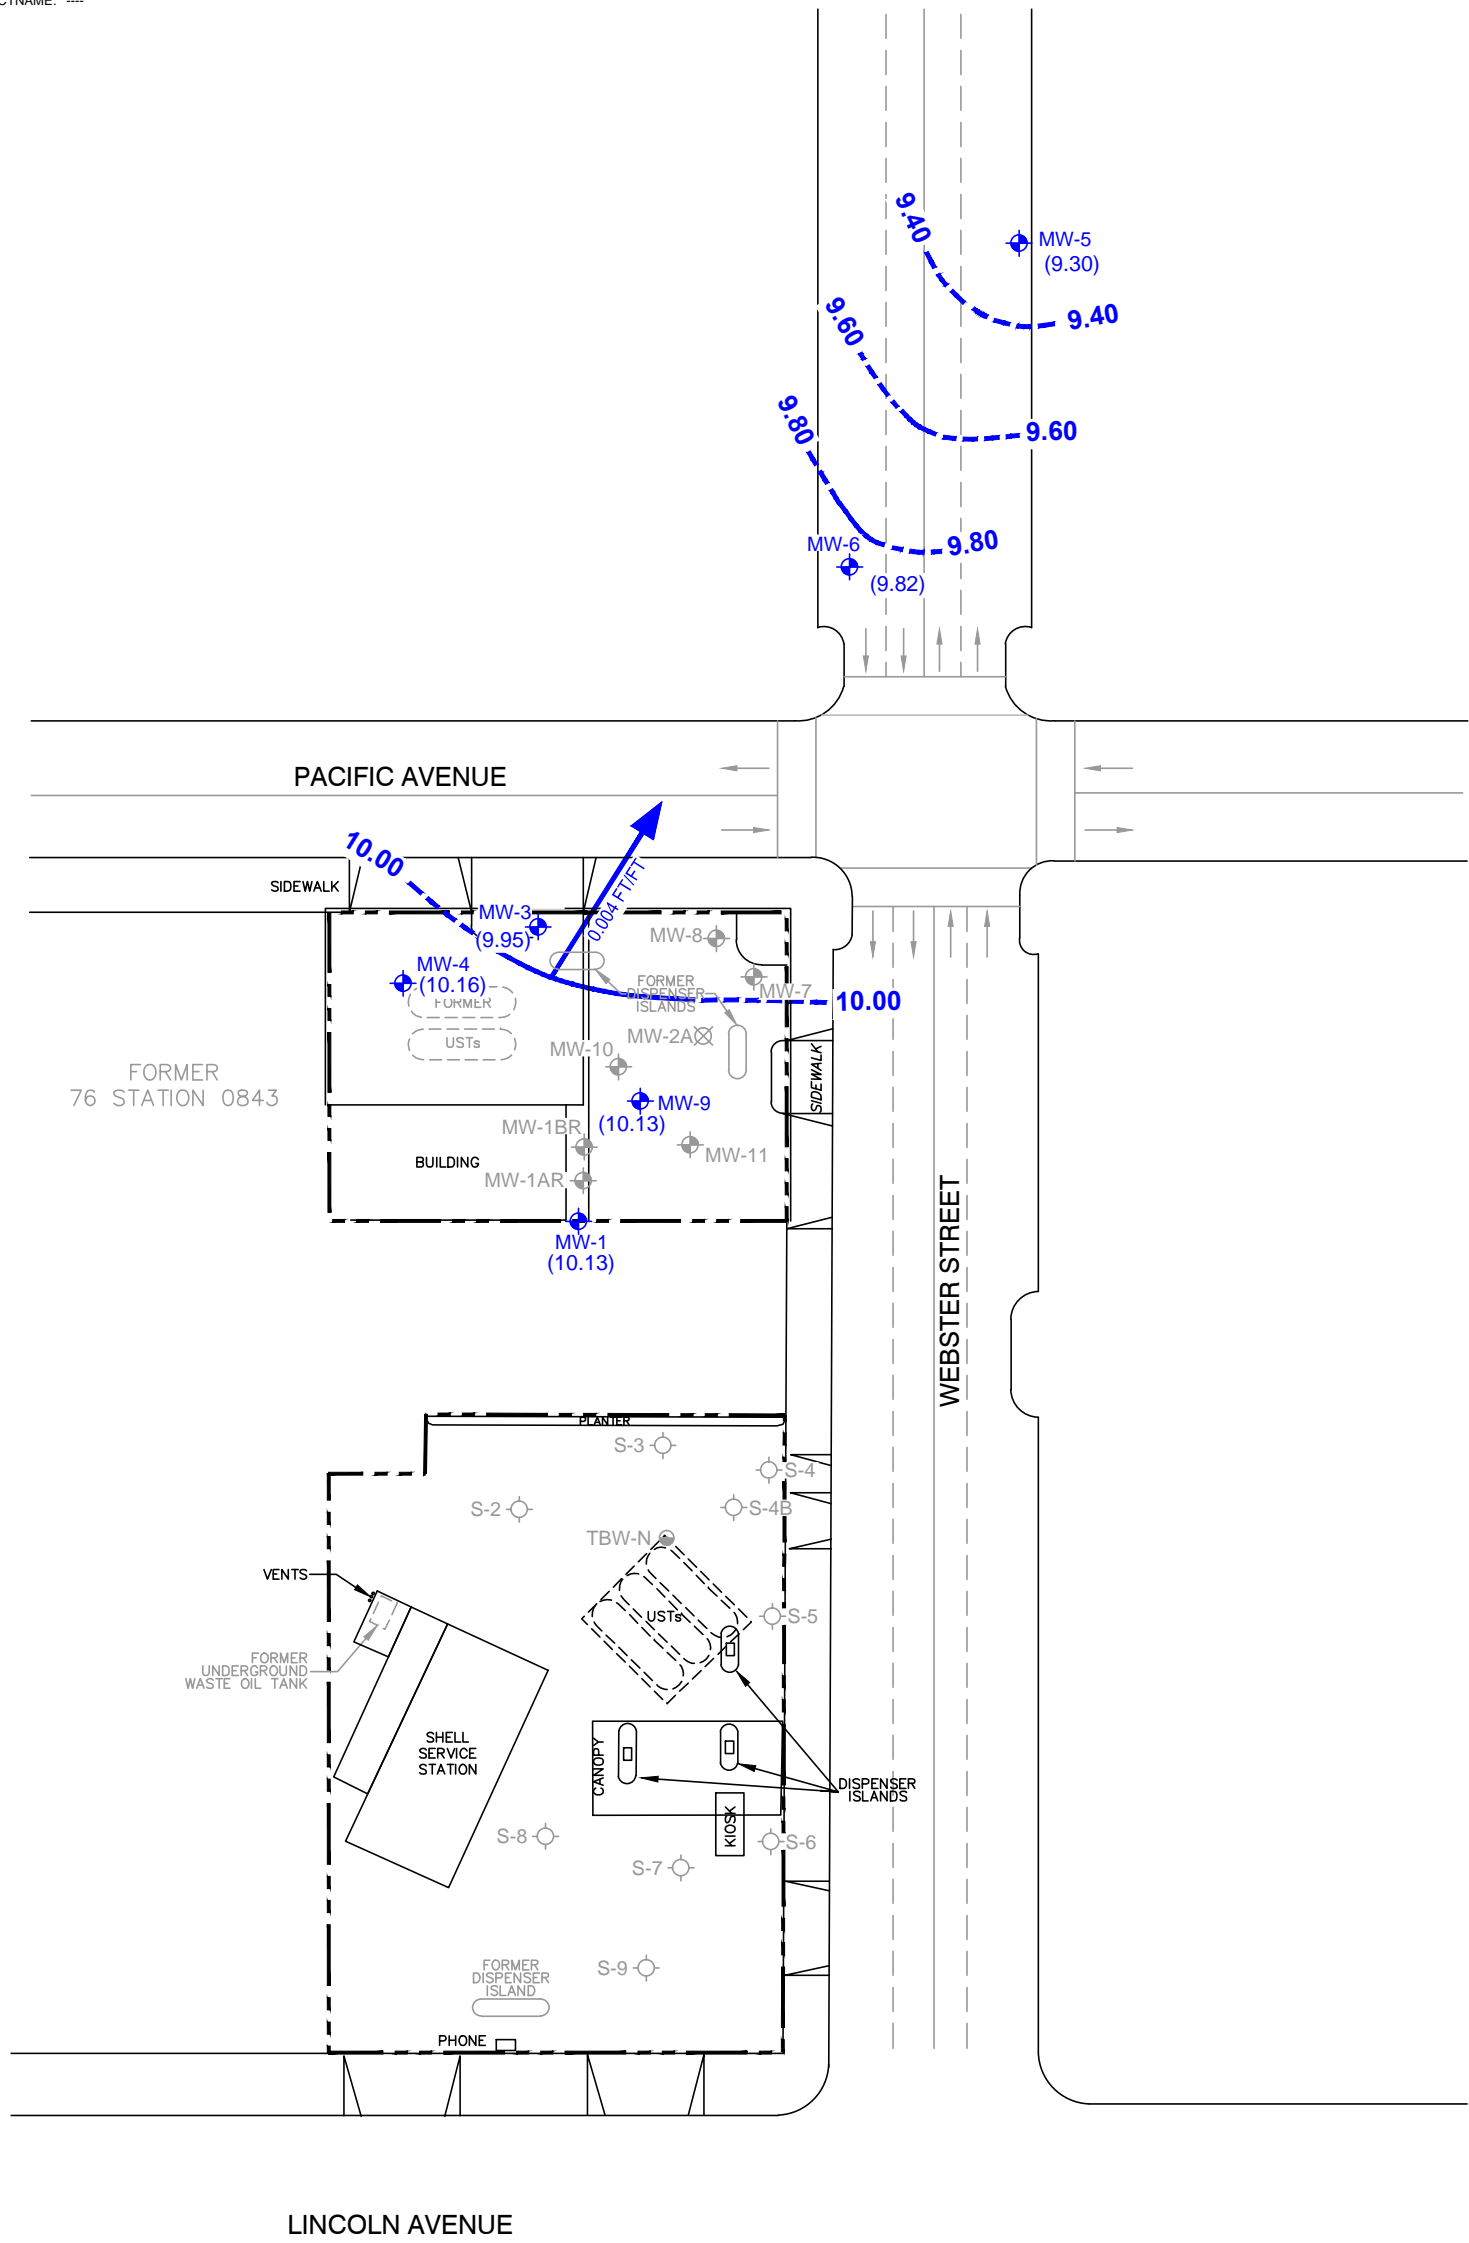 CTNAME: ----
9.40
MW-5
(9.30)
9.60
9.40
9.80
9.60
MW-6
9.80
(9.82)
PACIFIC AVENUE
10.00
SIDEWALK
0.004 FT/FT
MW-3
(9.95)
MW-8
MW-4
(10.16)
FORMER
DISPENSER
ISLANDS
MW-7
FORMER
USTs
10.00
MW-2A
MW-10
SIDEWALK
FORMER
76 STATION 0843
MW-9
(10.13)
MW-1BR
MW-11
BUILDING
MW-1AR
MW-1
(10.13)
WEBSTER STREET
PLANTER
S-3
S-4
S-2
S-4B
TBW-N
VENTS
USTs
S-5
FORMER
UNDERGROUND
WASTE OIL TANK
SHELL
SERVICE
STATION
CANOPY
DISPENSER
ISLANDS
KIOSK
S-8
S-6
S-7
S-9
FORMER
DISPENSER
ISLAND
PHONE
LINCOLN AVENUE